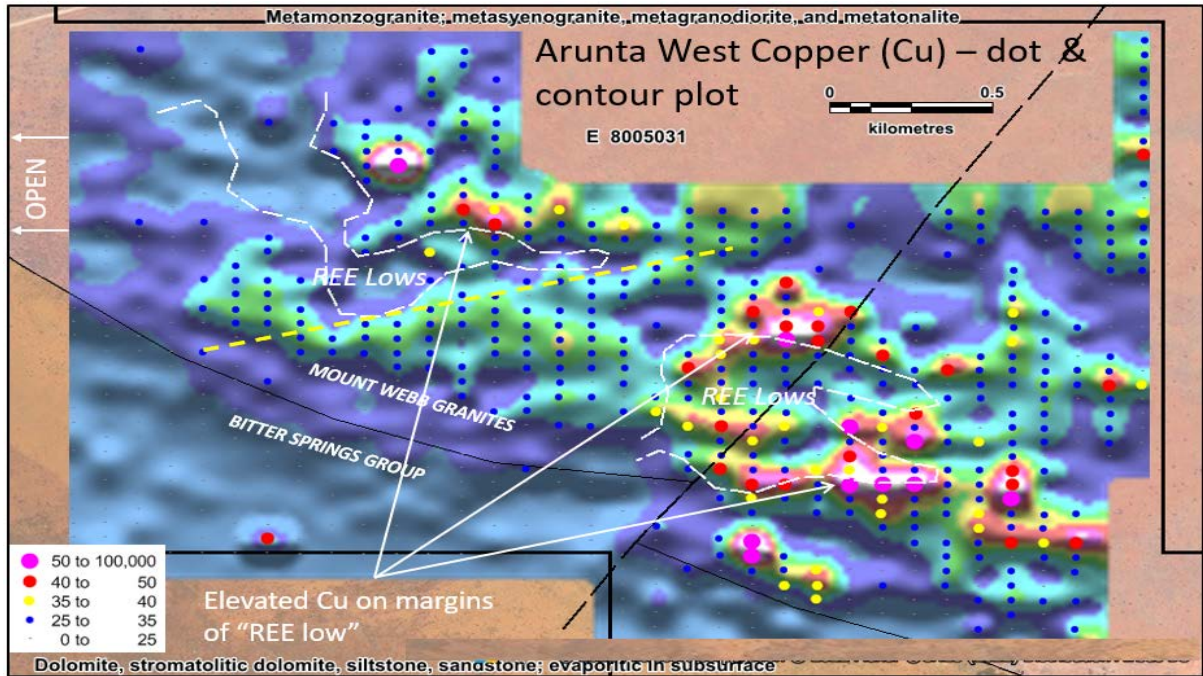 Metamonzogranite; metasyenogranite, metagranodiorite, and metatonalite
Arunta West Copper (Cu) – dot &
contour plot
0 0.5
kilometres
E 8005031
OPEN
REE Lows
REE Lows
MOUNT WEBB GRANITES
BITTER SPRINGS GROUP
50 to 100,000
40 to 50
35 to 40
25 to 35
0 to 25
Elevated Cu on margins
of “REE low”
Dolomite, stromatolitic dolomite, siltstone, sandstone; evaporitic in subsurface